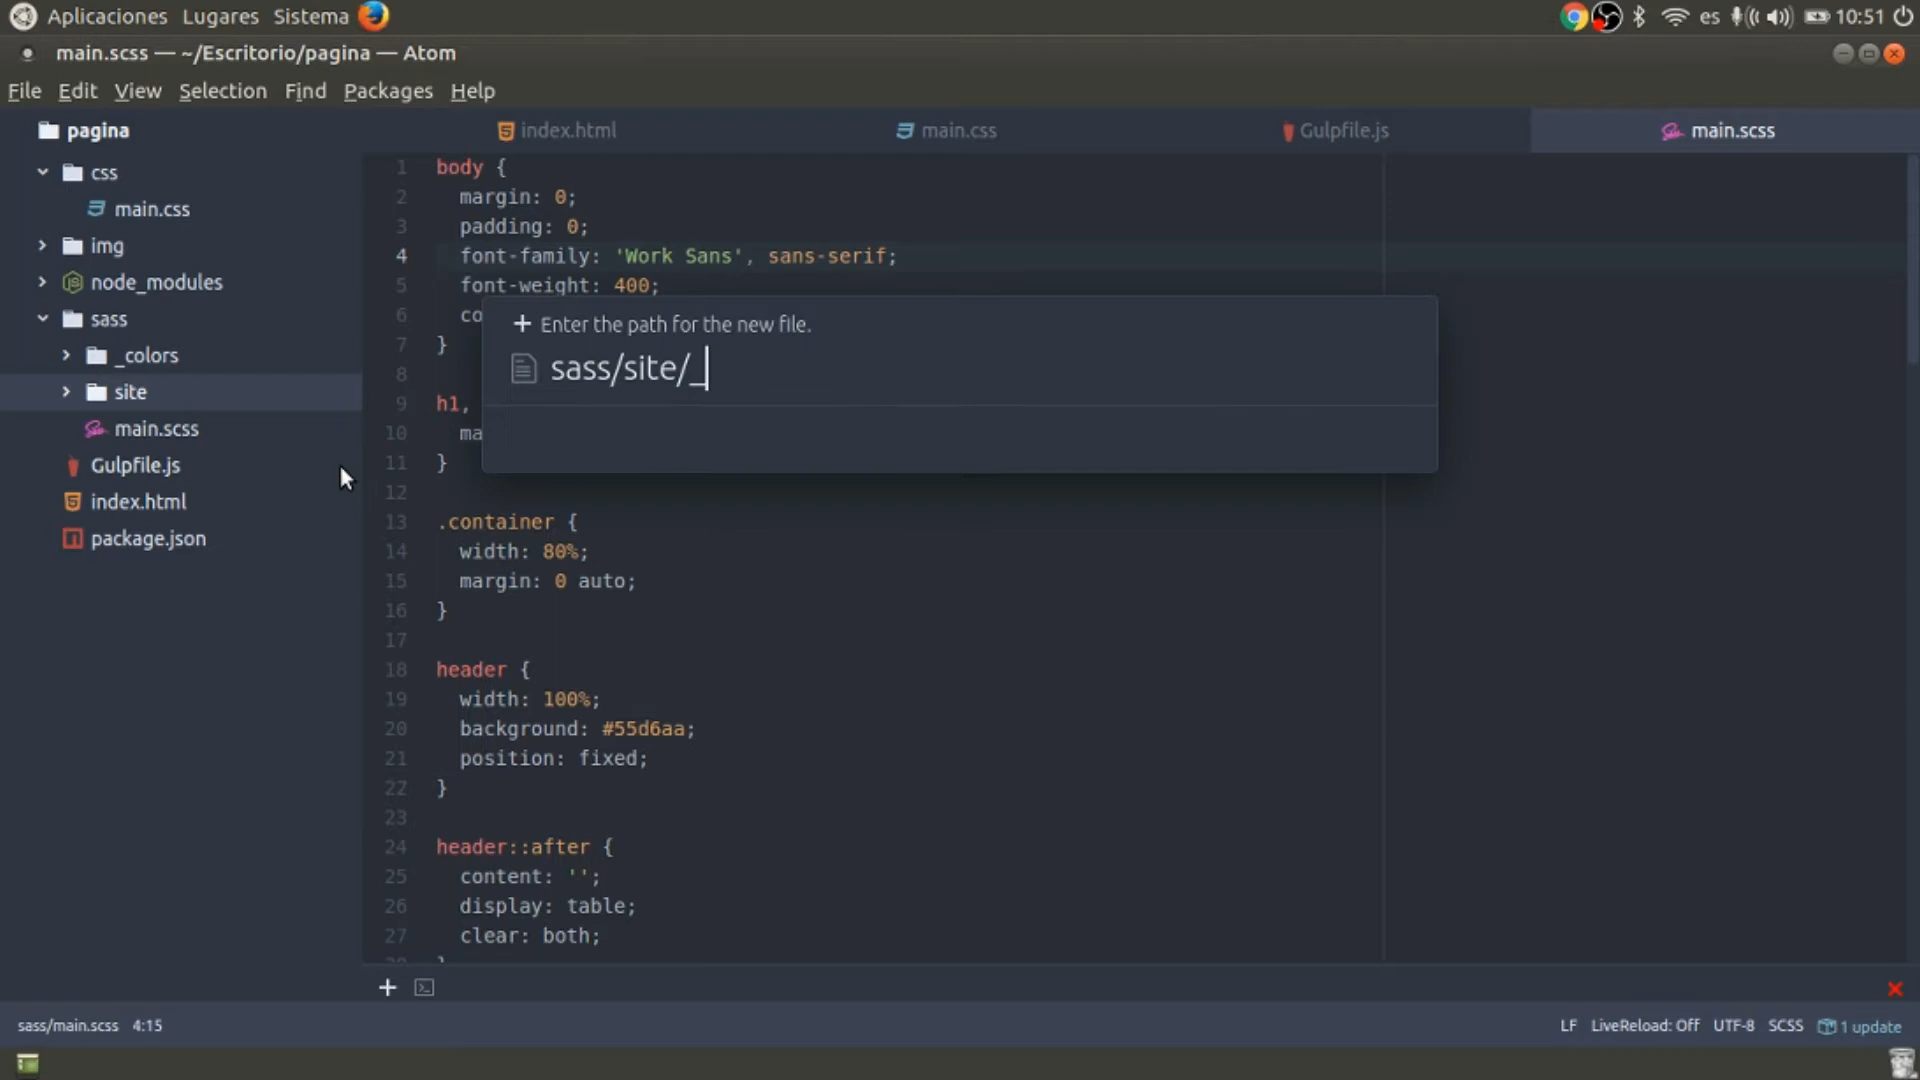 Aplicaciones Lugares Sistema es 10:51
main.scss — ~/Escritorio/pagina — Atom
File Edit View Selection Find Packages Help
pagina
css
main.css
img
node_modules
sass
_colors
site
main.scss
Gulpfile.js
index.html
package.json
index.html main.css Gulpfile.js main.scss
1 body {
2 margin: 0;
3 padding: 0;
4 font-family: 'Work Sans', sans-serif;
5 font-weight: 400;
6 co
7 }
8
9 h1,
10 ma
11 }
12
13 .container {
14 width: 80%;
15 margin: 0 auto;
16 }
17
18 header {
19 width: 100%;
20 background: #55d6aa;
21 position: fixed;
22 }
23
24 header::after {
25 content: '';
26 display: table;
27 clear: both;
Enter the path for the new file.
sass/site/_
sass/main.scss 4:15 LF LiveReload: Off UTF-8 SCSS 1 update